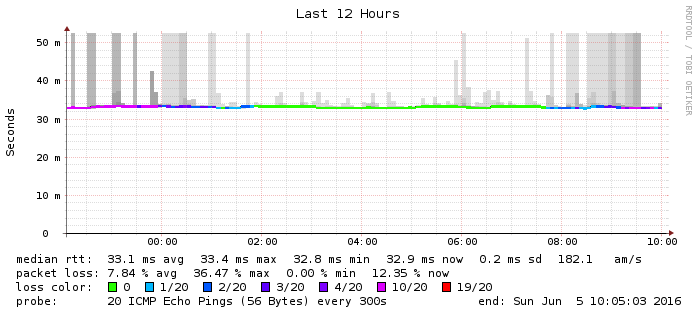 Last 12 Hours
RRDTOOL / TOBI OETIKER
Seconds
50 m
40 m
30 m
20 m
10 m
0
00:00 02:00 04:00 06:00 08:00 10:00
median rtt: 33.1 ms avg 33.4 ms max 32.8 ms min 32.9 ms now 0.2 ms sd 182.1 am/s
packet loss: 7.84 % avg 36.47 % max 0.00 % min 12.35 % now
loss color: 0 1/20 2/20 3/20 4/20 10/20 19/20
probe: 20 ICMP Echo Pings (56 Bytes) every 300s end: Sun Jun 5 10:05:03 2016